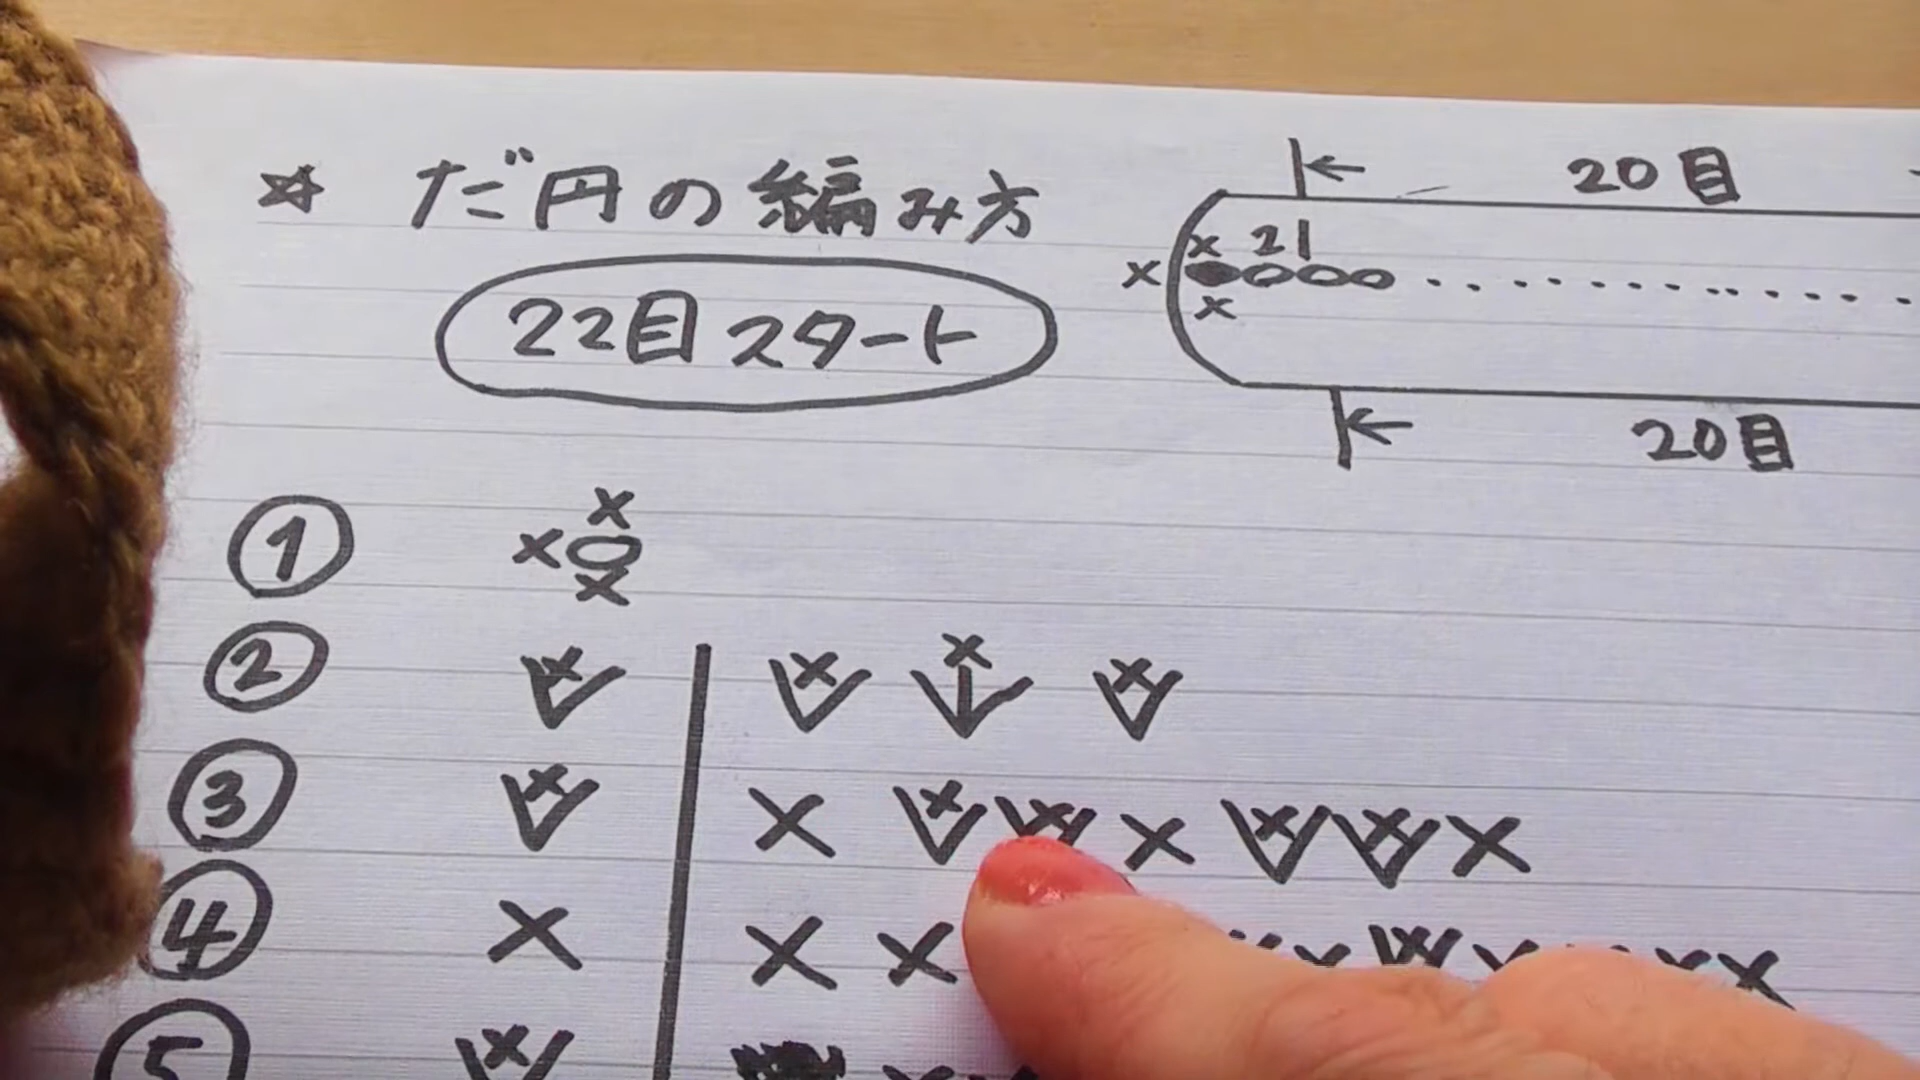 ☆ だ円の編み方
22目スタート
20目
x 21
x
x
20目
① x x x
②
③ x x x
④ x x x
⑤